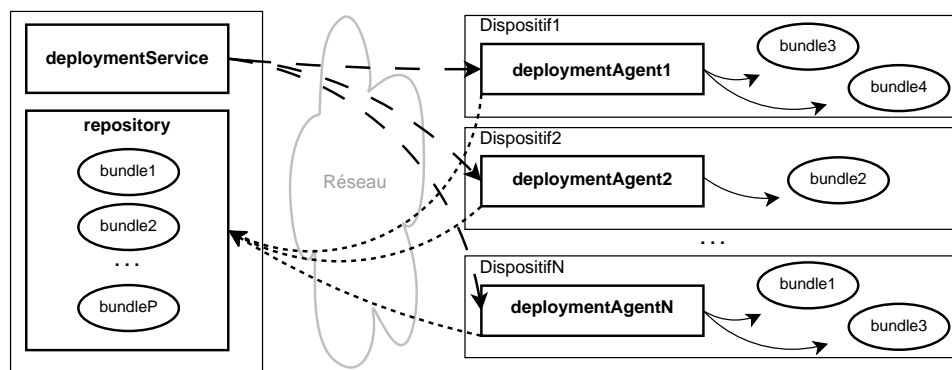 deploymentService
repository
bundle1
bundle2
...
bundleP
Réseau
Dispositif1
deploymentAgent1
bundle3
bundle4
Dispositif2
deploymentAgent2
bundle2
...
DispositifN
deploymentAgentN
bundle1
bundle3